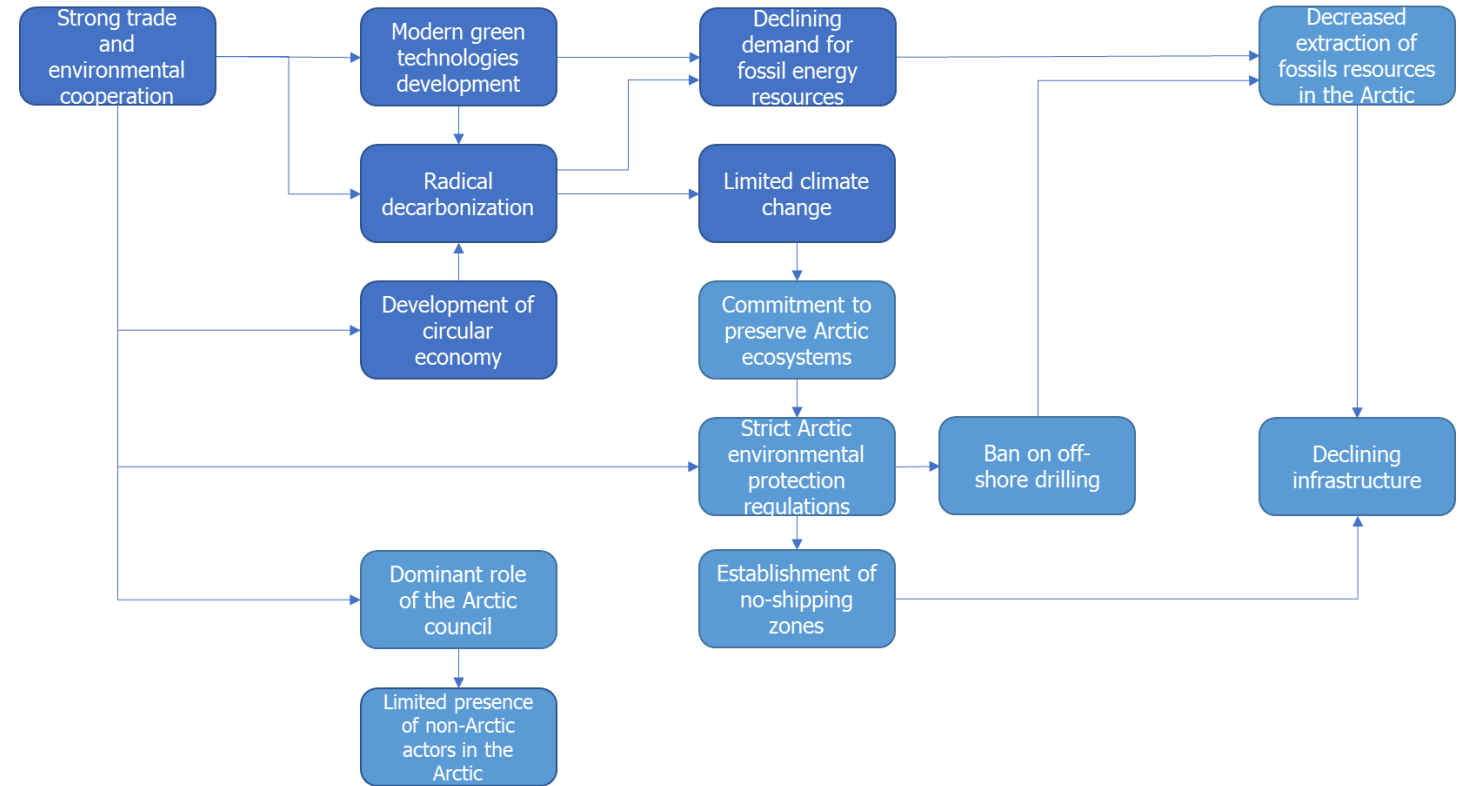 Strong trade
and
environmental
cooperation
Modern green
technologies
development
Declining
demand for
fossil energy
resources
Decreased
extraction of
fossils resources
in the Arctic
Radical
decarbonization
Limited climate
change
Development of
circular
economy
Commitment to
preserve Arctic
ecosystems
Strict Arctic
environmental
protection
regulations
Ban on off-
shore drilling
Declining
infrastructure
Dominant role
of the Arctic
council
Establishment of
no-shipping
zones
Limited presence
of non-Arctic
actors in the
Arctic